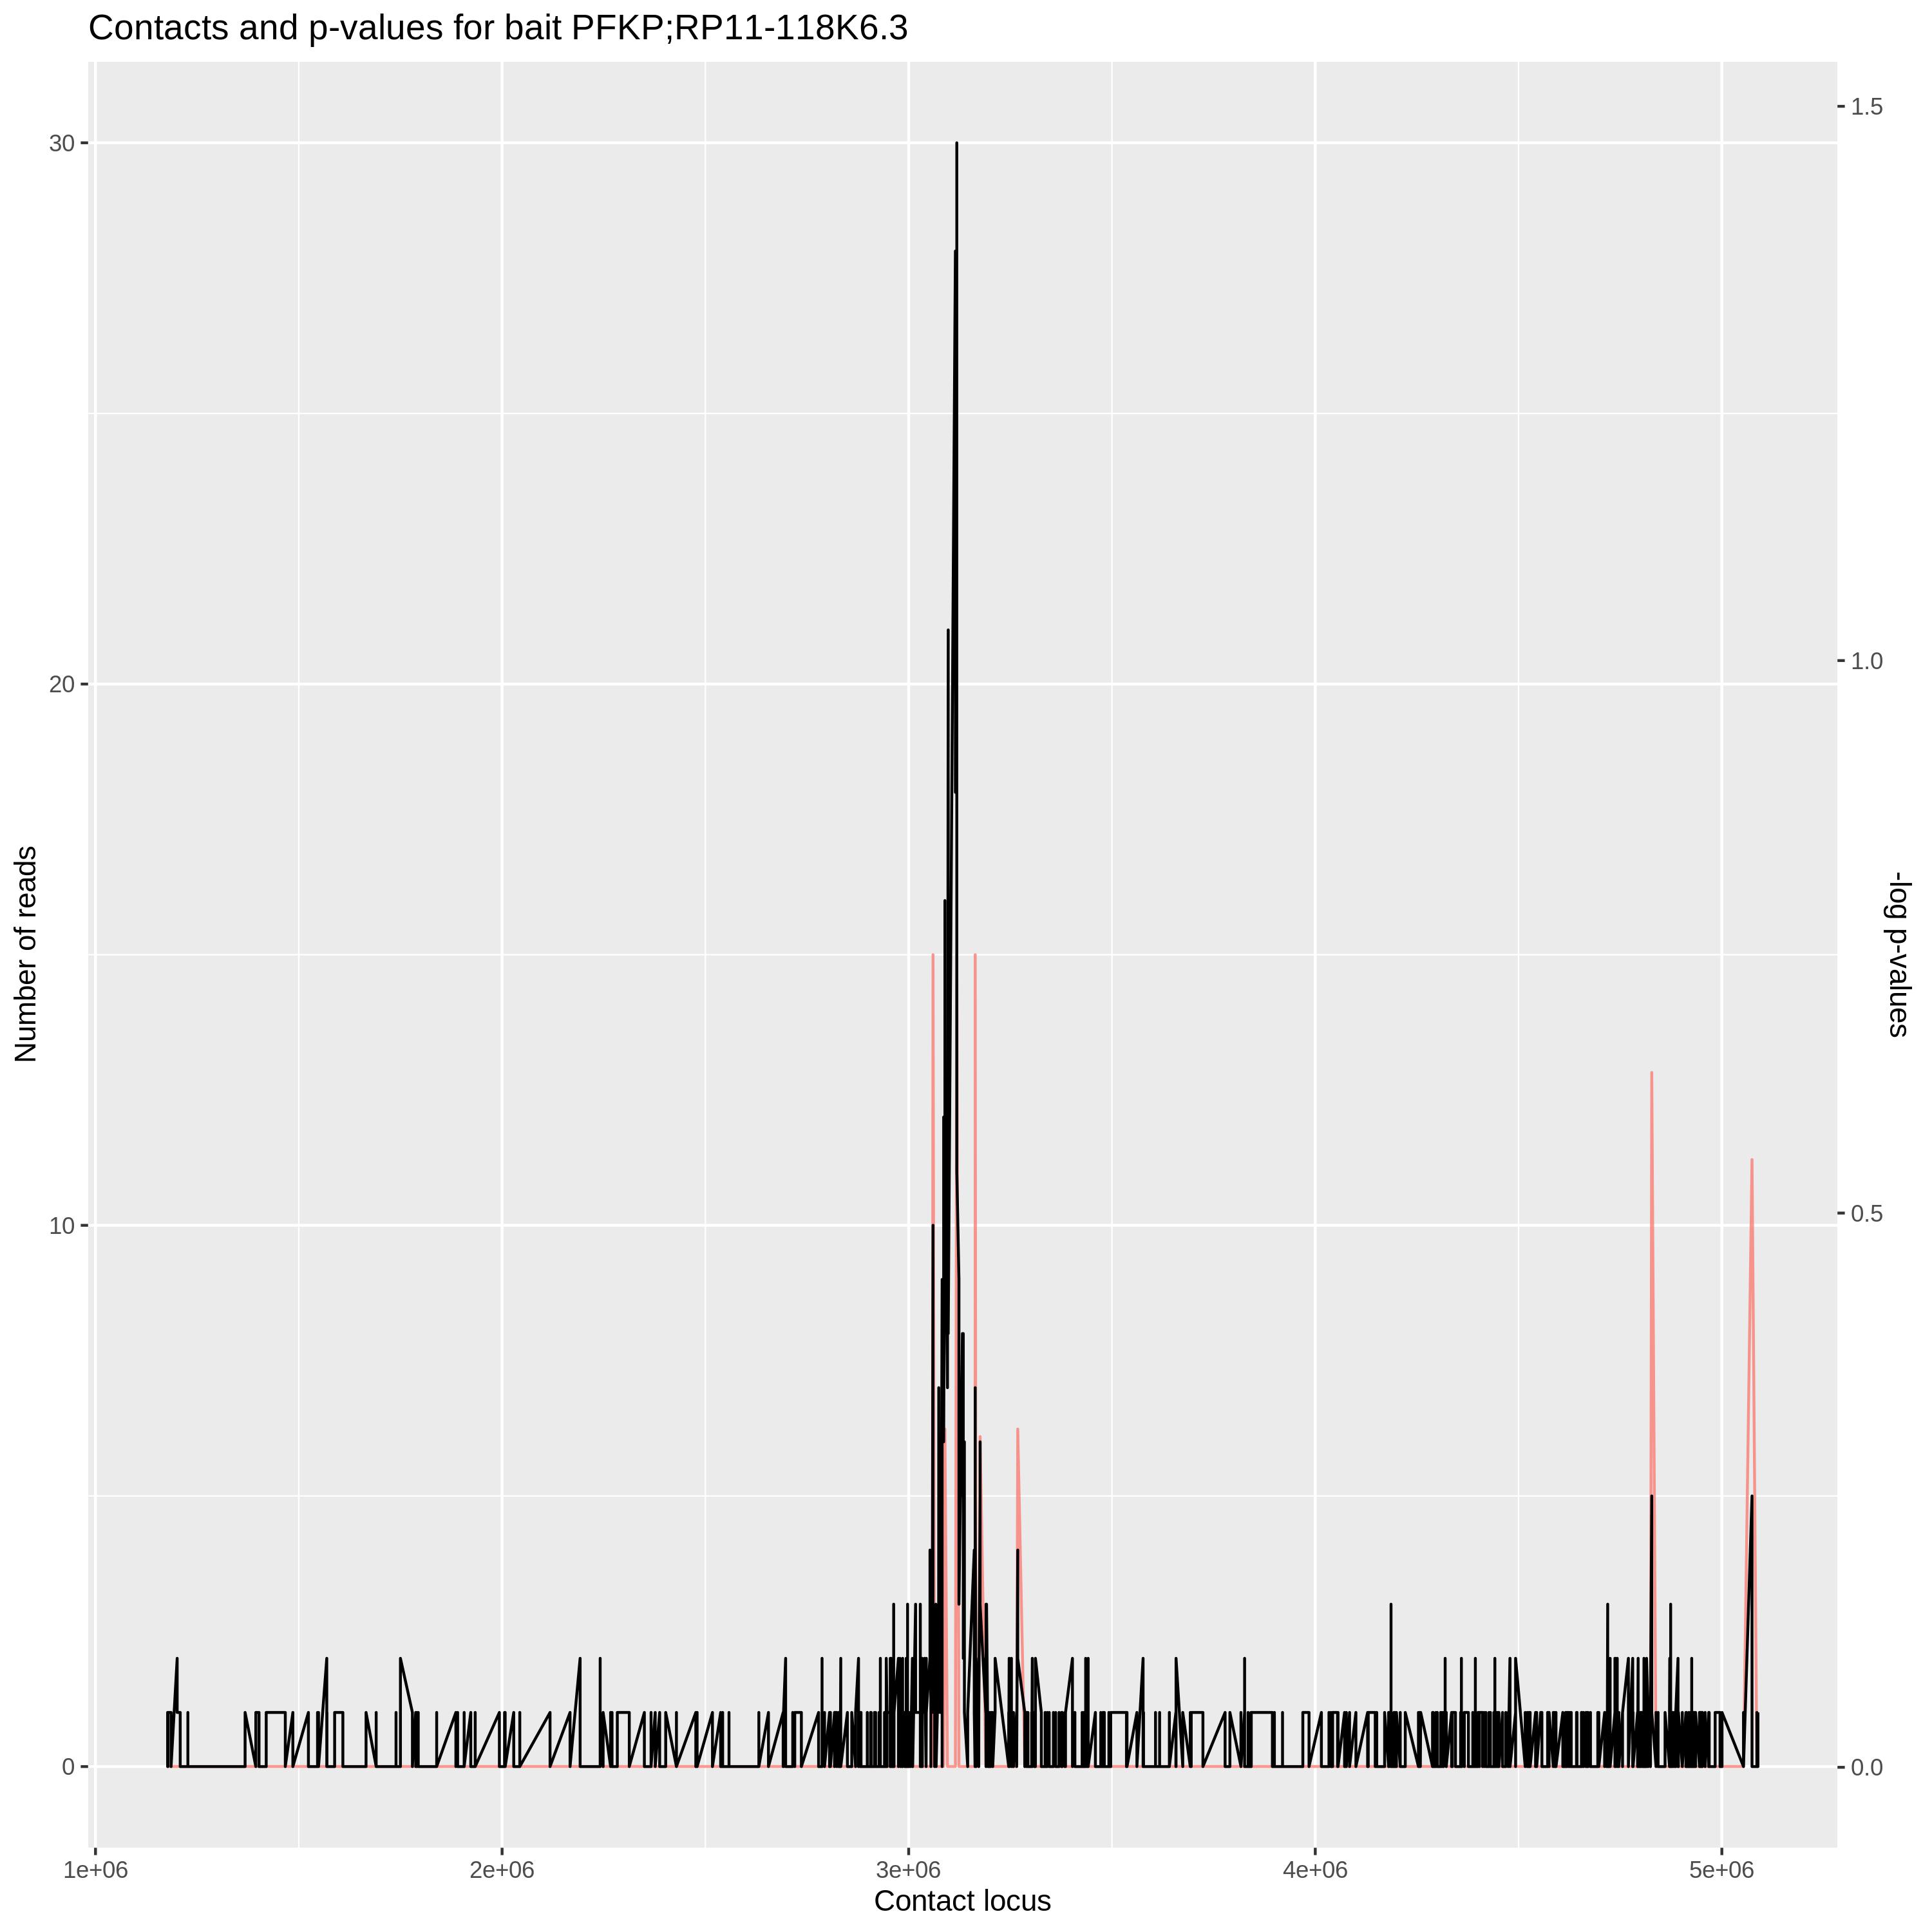 Contacts and p-values for bait PFKP;RP11-118K6.3
30
20
10
0
Number of reads
1.5
1.0
0.5
0.0
-log p-values
1e+06
2e+06
3e+06
4e+06
5e+06
Contact locus